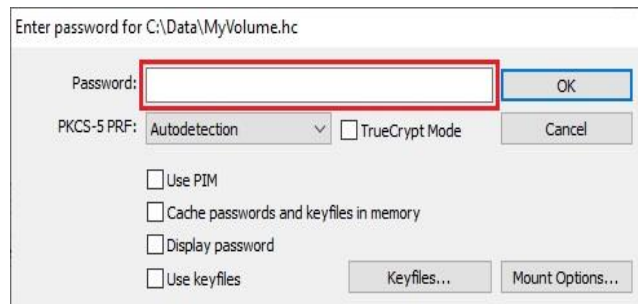 Enter password for C:\Data\MyVolume.hc
Password: OK
PKCS-5 PRF: Autodetection TrueCrypt Mode Cancel
Use PIM
Cache passwords and keyfiles in memory
Display password
Use keyfiles Keyfiles... Mount Options...